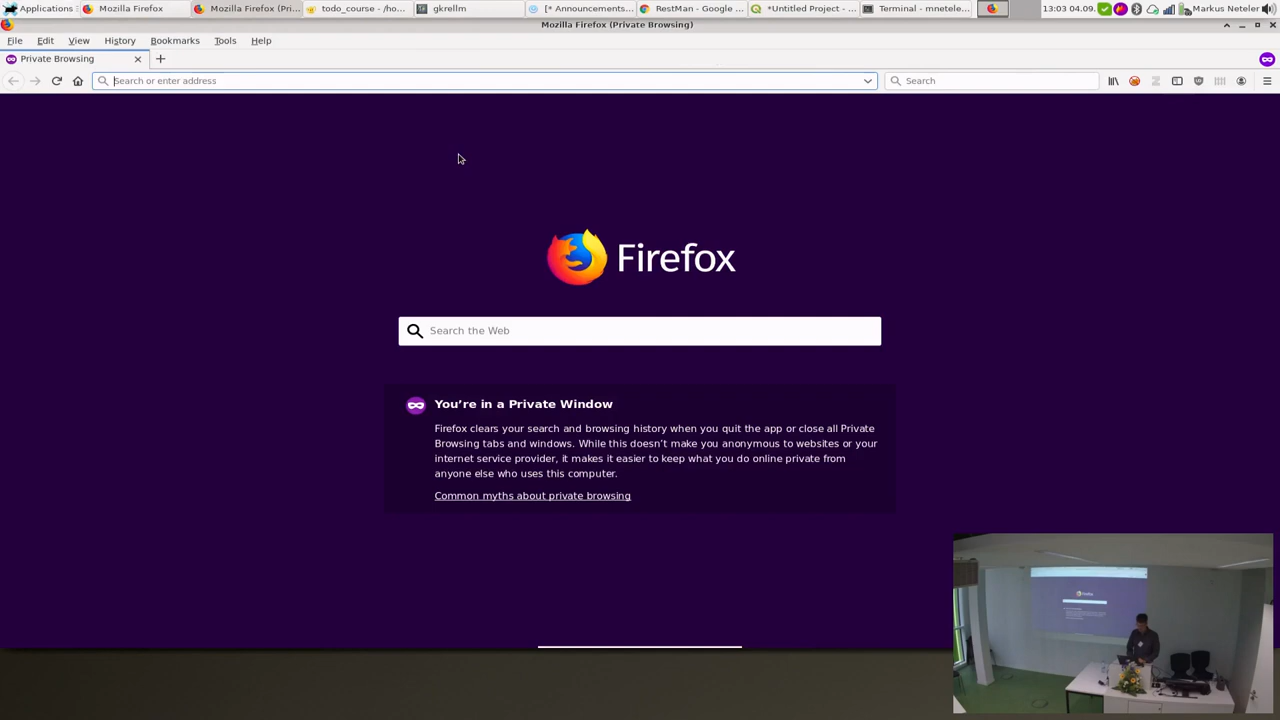 Applications
Mozilla Firefox
Mozilla Firefox (Pri...
todo_course - /ho...
gkrellm
[* Announcements...
RestMan - Google ...
*Untitled Project - ...
Terminal - mnetele...
13:03 04.09.
Markus Neteler
Mozilla Firefox (Private Browsing)
File Edit View History Bookmarks Tools Help
Private Browsing
Search or enter address
Search
Firefox
Search the Web
You’re in a Private Window
Firefox clears your search and browsing history when you quit the app or close all Private
Browsing tabs and windows. While this doesn’t make you anonymous to websites or your
internet service provider, it makes it easier to keep what you do online private from
anyone else who uses this computer.
Common myths about private browsing
Firefox